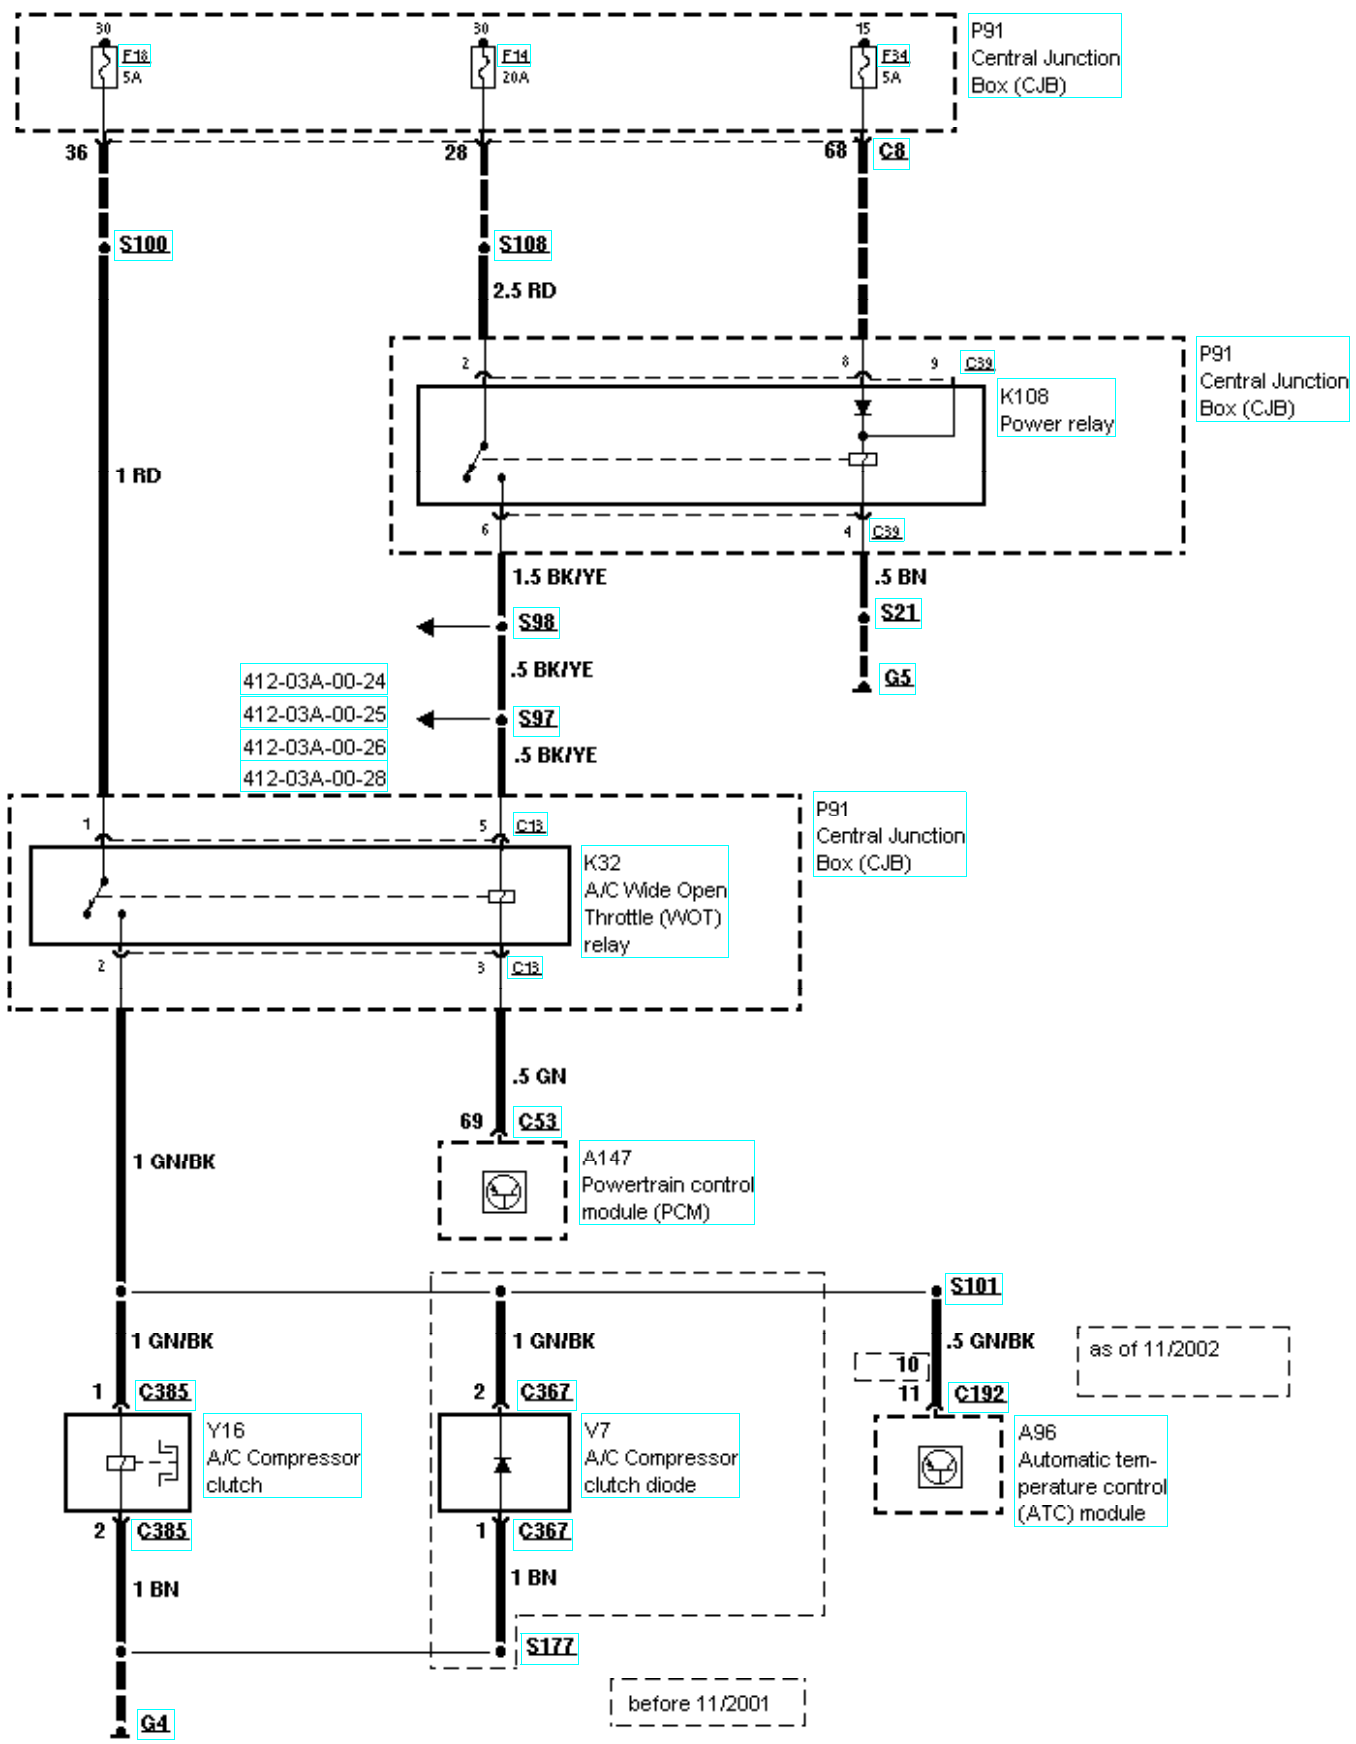 30
F18
5A
30
F14
20A
15
F34
5A
P91
Central Junction
Box (CJB)
36
28
68
C8
S100
S108
2.5 RD
2
8
9
C39
P91
Central Junction
Box (CJB)
K108
Power relay
1 RD
6
4
C39
1.5 BK/YE
.5 BN
S98
S21
.5 BK/YE
G5
412-03A-00-24
412-03A-00-25
412-03A-00-26
412-03A-00-28
S97
.5 BK/YE
1
5
C13
P91
Central Junction
Box (CJB)
K32
A/C Wide Open
Throttle (WOT)
relay
2
3
C13
.5 GN
69
C53
1 GN/BK
A147
Powertrain control
module (PCM)
S101
1 GN/BK
1 GN/BK
.5 GN/BK
as of 11/2002
10
11
C192
1
C385
2
C367
Y16
A/C Compressor
clutch
V7
A/C Compressor
clutch diode
A96
Automatic tem-
perature control
(ATC) module
2
C385
1
C367
1 BN
1 BN
S177
before 11/2001
G4